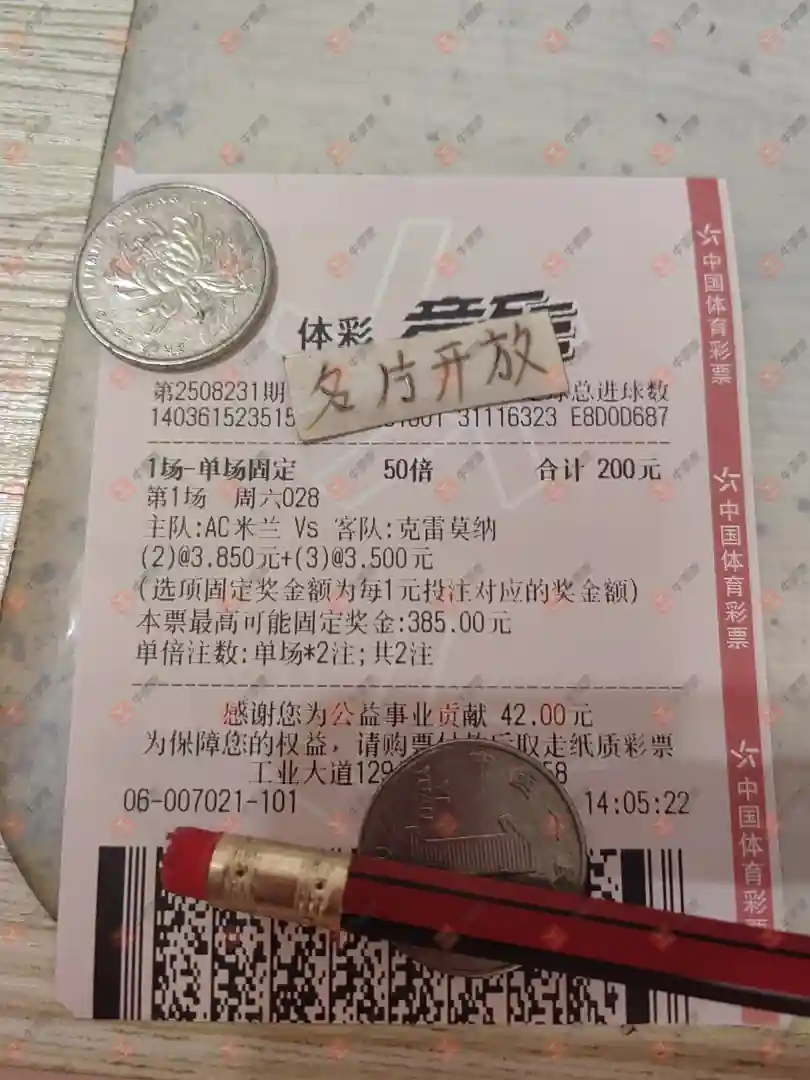 体彩
名片开放
第2508231期 球总进球数
140361523515 31116323 E8D0D687
1场-单场固定 50倍 合计 200元
第1场 周六028
主队:AC米兰 Vs 客队:克雷莫纳
(2)@3.850元+(3)@3.500元
(选项固定奖金额为每1元投注对应的奖金额)
本票最高可能固定奖金:385.00元
单倍注数:单场*2注;共2注
感谢您为公益事业贡献 42.00元
为保障您的权益，请购票 取走纸质彩票
工业大道129 58
06-007021-101 14:05:22
中国体育彩票
中国体育彩票
中国体育彩票